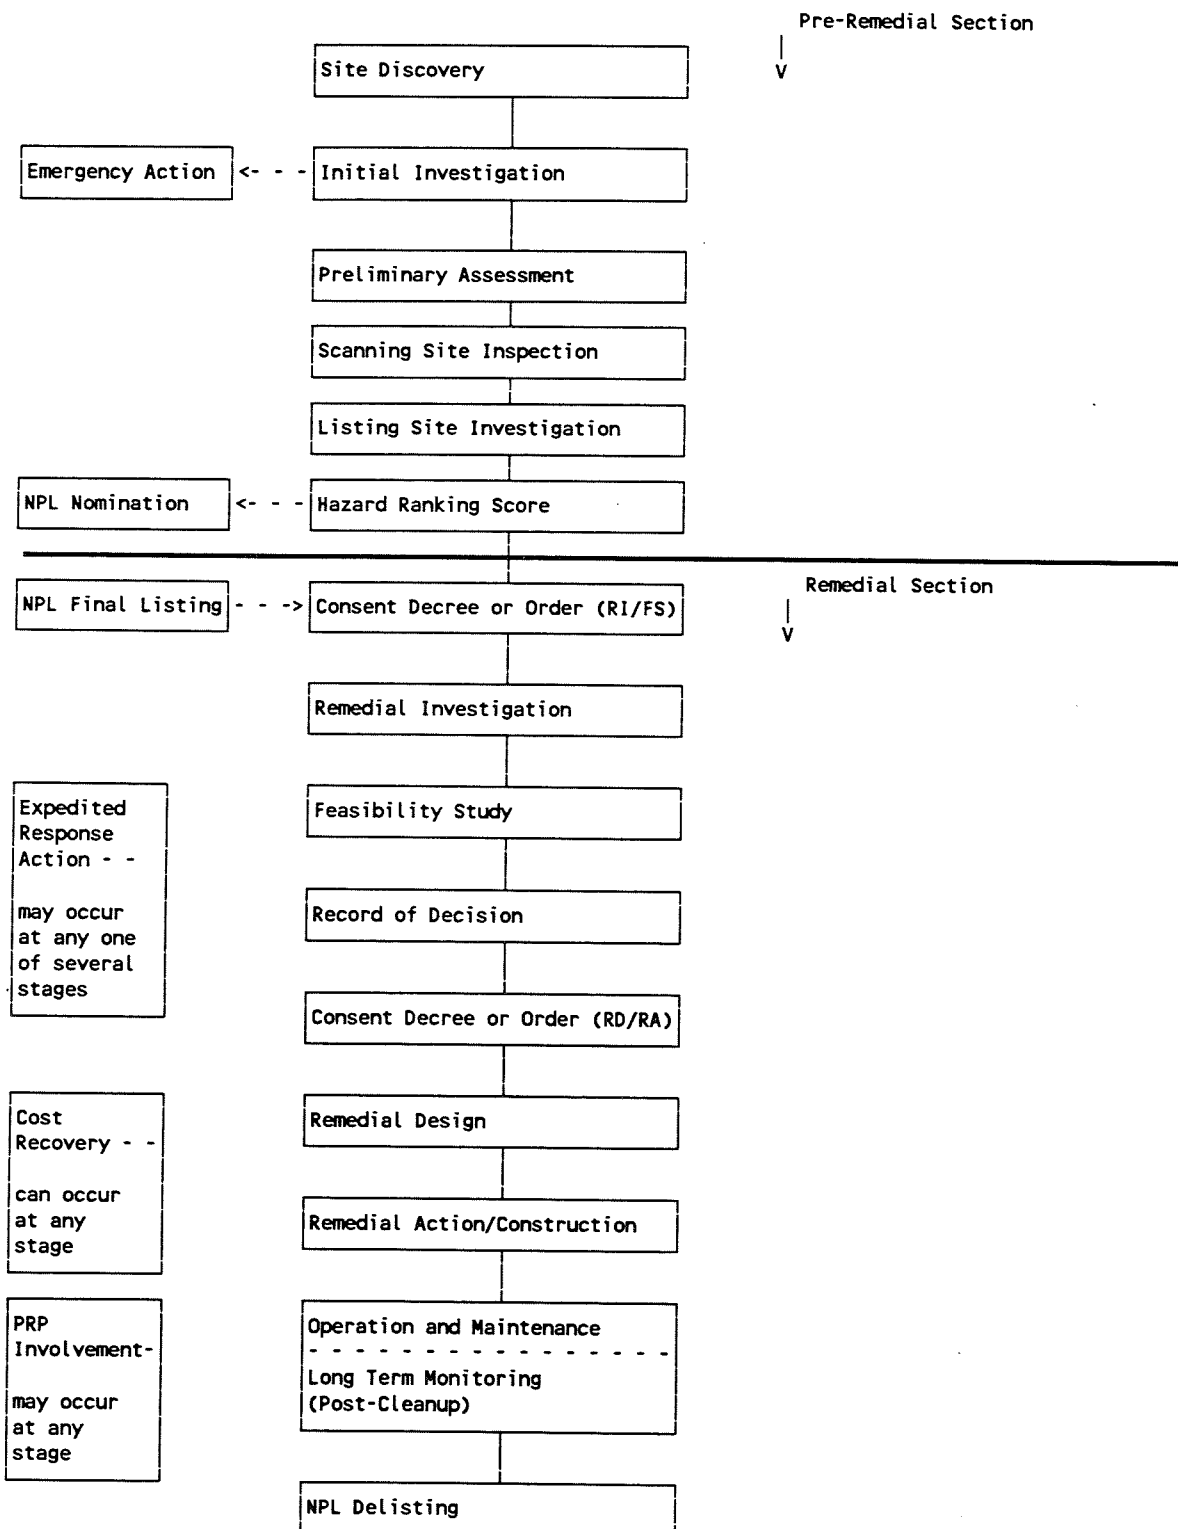 Pre-Remedial Section
V
Site Discovery
Emergency Action <- - - Initial Investigation
Preliminary Assessment
Scanning Site Inspection
Listing Site Investigation
NPL Nomination <- - - Hazard Ranking Score
Remedial Section
V
NPL Final Listing - - -> Consent Decree or Order (RI/FS)
Remedial Investigation
Feasibility Study
Expedited
Response
Action - -
may occur
at any one
of several
stages
Record of Decision
Consent Decree or Order (RD/RA)
Remedial Design
Cost
Recovery - -
can occur
at any
stage
Remedial Action/Construction
PRP
Involvement-
may occur
at any
stage
Operation and Maintenance
- - - - - - - - - - - - - - - -
Long Term Monitoring
(Post-Cleanup)
NPL Delisting